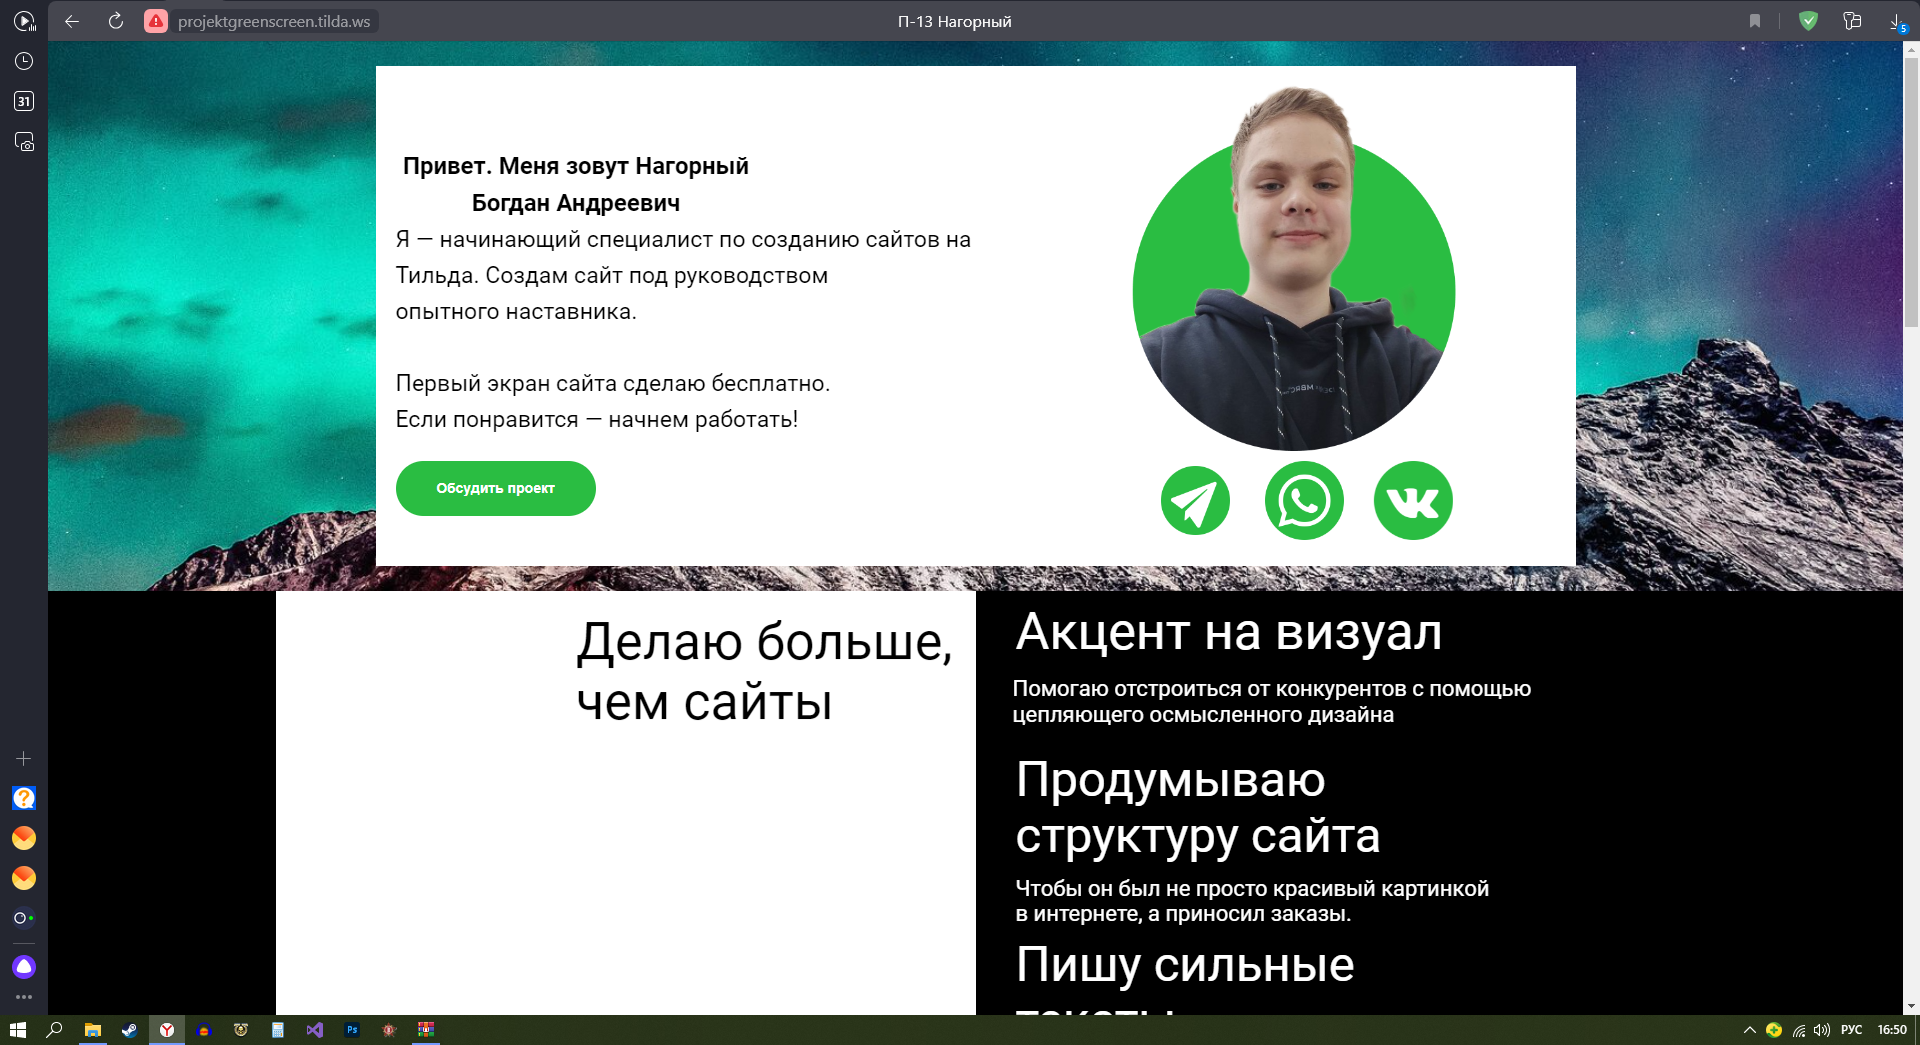 projektgreenscreen.tilda.ws
П-13 Нагорный
5
31
Привет. Меня зовут Нагорный
Богдан Андреевич
Я — начинающий специалист по созданию сайтов на
Тильда. Создам сайт под руководством
опытного наставника.
Первый экран сайта сделаю бесплатно.
Если понравится — начнем работать!
Обсудить проект
Делаю больше,
чем сайты
Акцент на визуал
Помогаю отстроиться от конкурентов с помощью
цепляющего осмысленного дизайна
Продумываю
структуру сайта
Чтобы он был не просто красивый картинкой
в интернете, а приносил заказы.
Пишу сильные
тексты
Ps
РУС
16:50